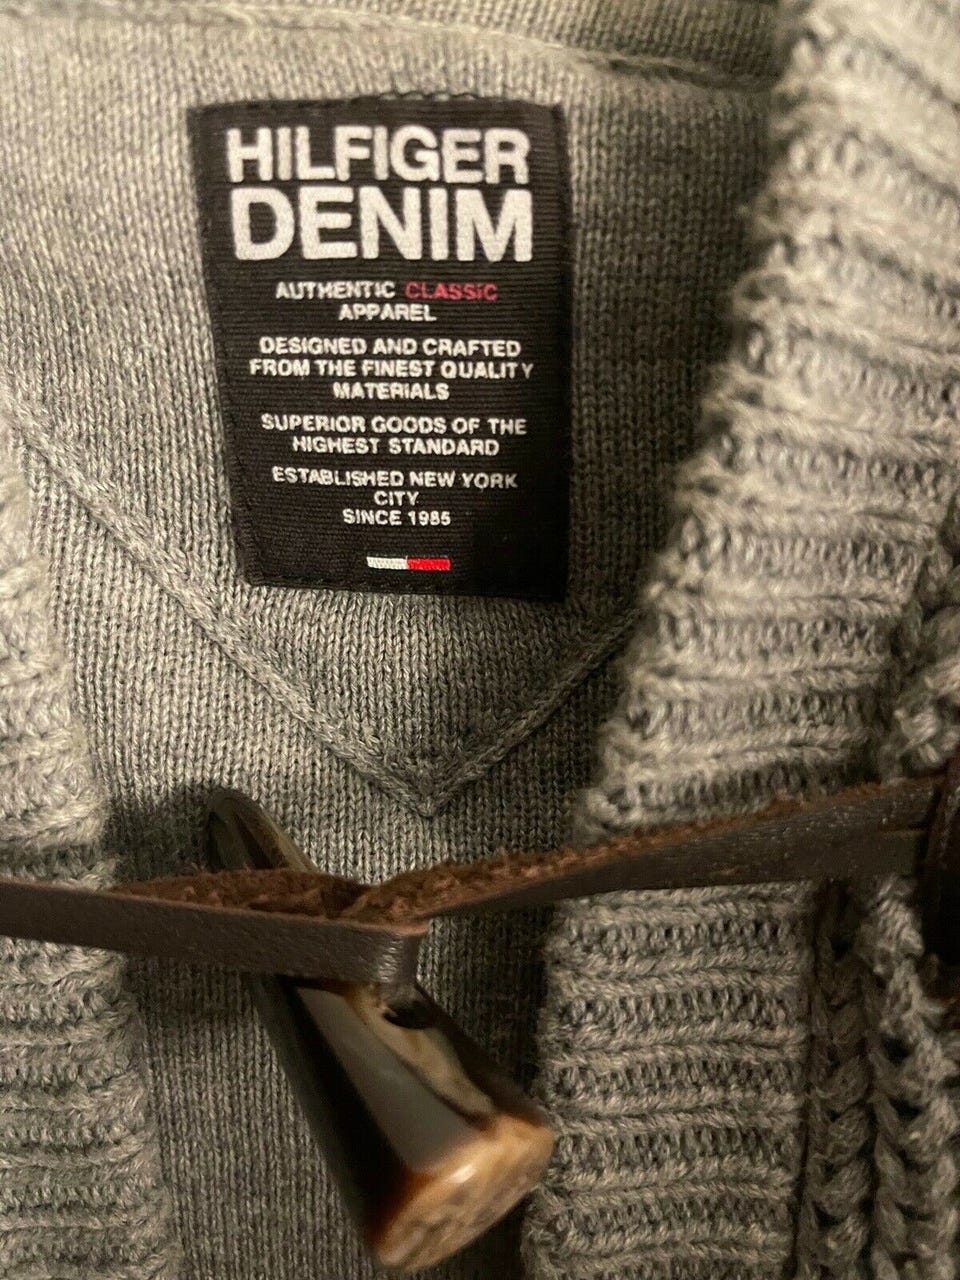 HILFIGER
DENIM
AUTHENTIC CLASSIC
APPAREL
DESIGNED AND CRAFTED
FROM THE FINEST QUALITY
MATERIALS
SUPERIOR GOODS OF THE
HIGHEST STANDARD
ESTABLISHED NEW YORK
CITY
SINCE 1985